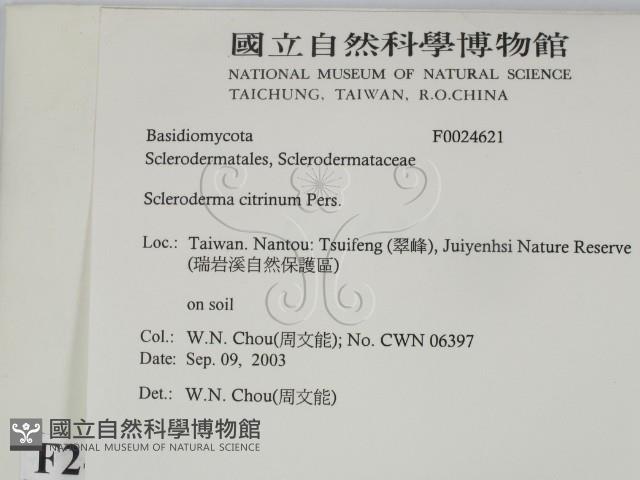 國立自然科學博物館
NATIONAL MUSEUM OF NATURAL SCIENCE
TAICHUNG, TAIWAN, R.O.CHINA
Basidiomycota F0024621
Sclerodermatales, Sclerodermataceae
Scleroderma citrinum Pers.
Loc.: Taiwan. Nantou: Tsuifeng (翠峰), Juiyenhsi Nature Reserve
(瑞岩溪自然保護區)
on soil
Col.: W.N. Chou(周文能); No. CWN 06397
Date: Sep. 09, 2003
Det.: W.N. Chou(周文能)
國立自然科學博物館
NATIONAL MUSEUM OF NATURAL SCIENCE
F2